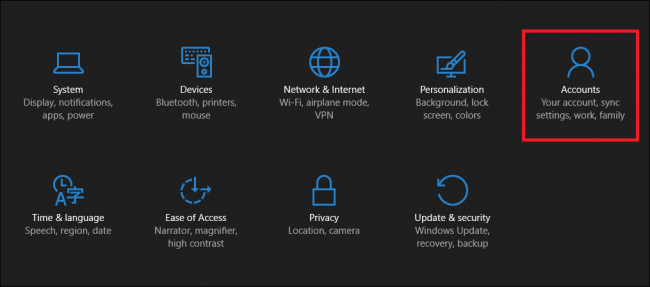 System
Display, notifications,
apps, power
Devices
Bluetooth, printers,
mouse
Network & Internet
Wi-Fi, airplane mode,
VPN
Personalization
Background, lock
screen, colors
Accounts
Your account, sync
settings, work, family
A字
Time & language
Speech, region, date
Ease of Access
Narrator, magnifier,
high contrast
Privacy
Location, camera
Update & security
Windows Update,
recovery, backup